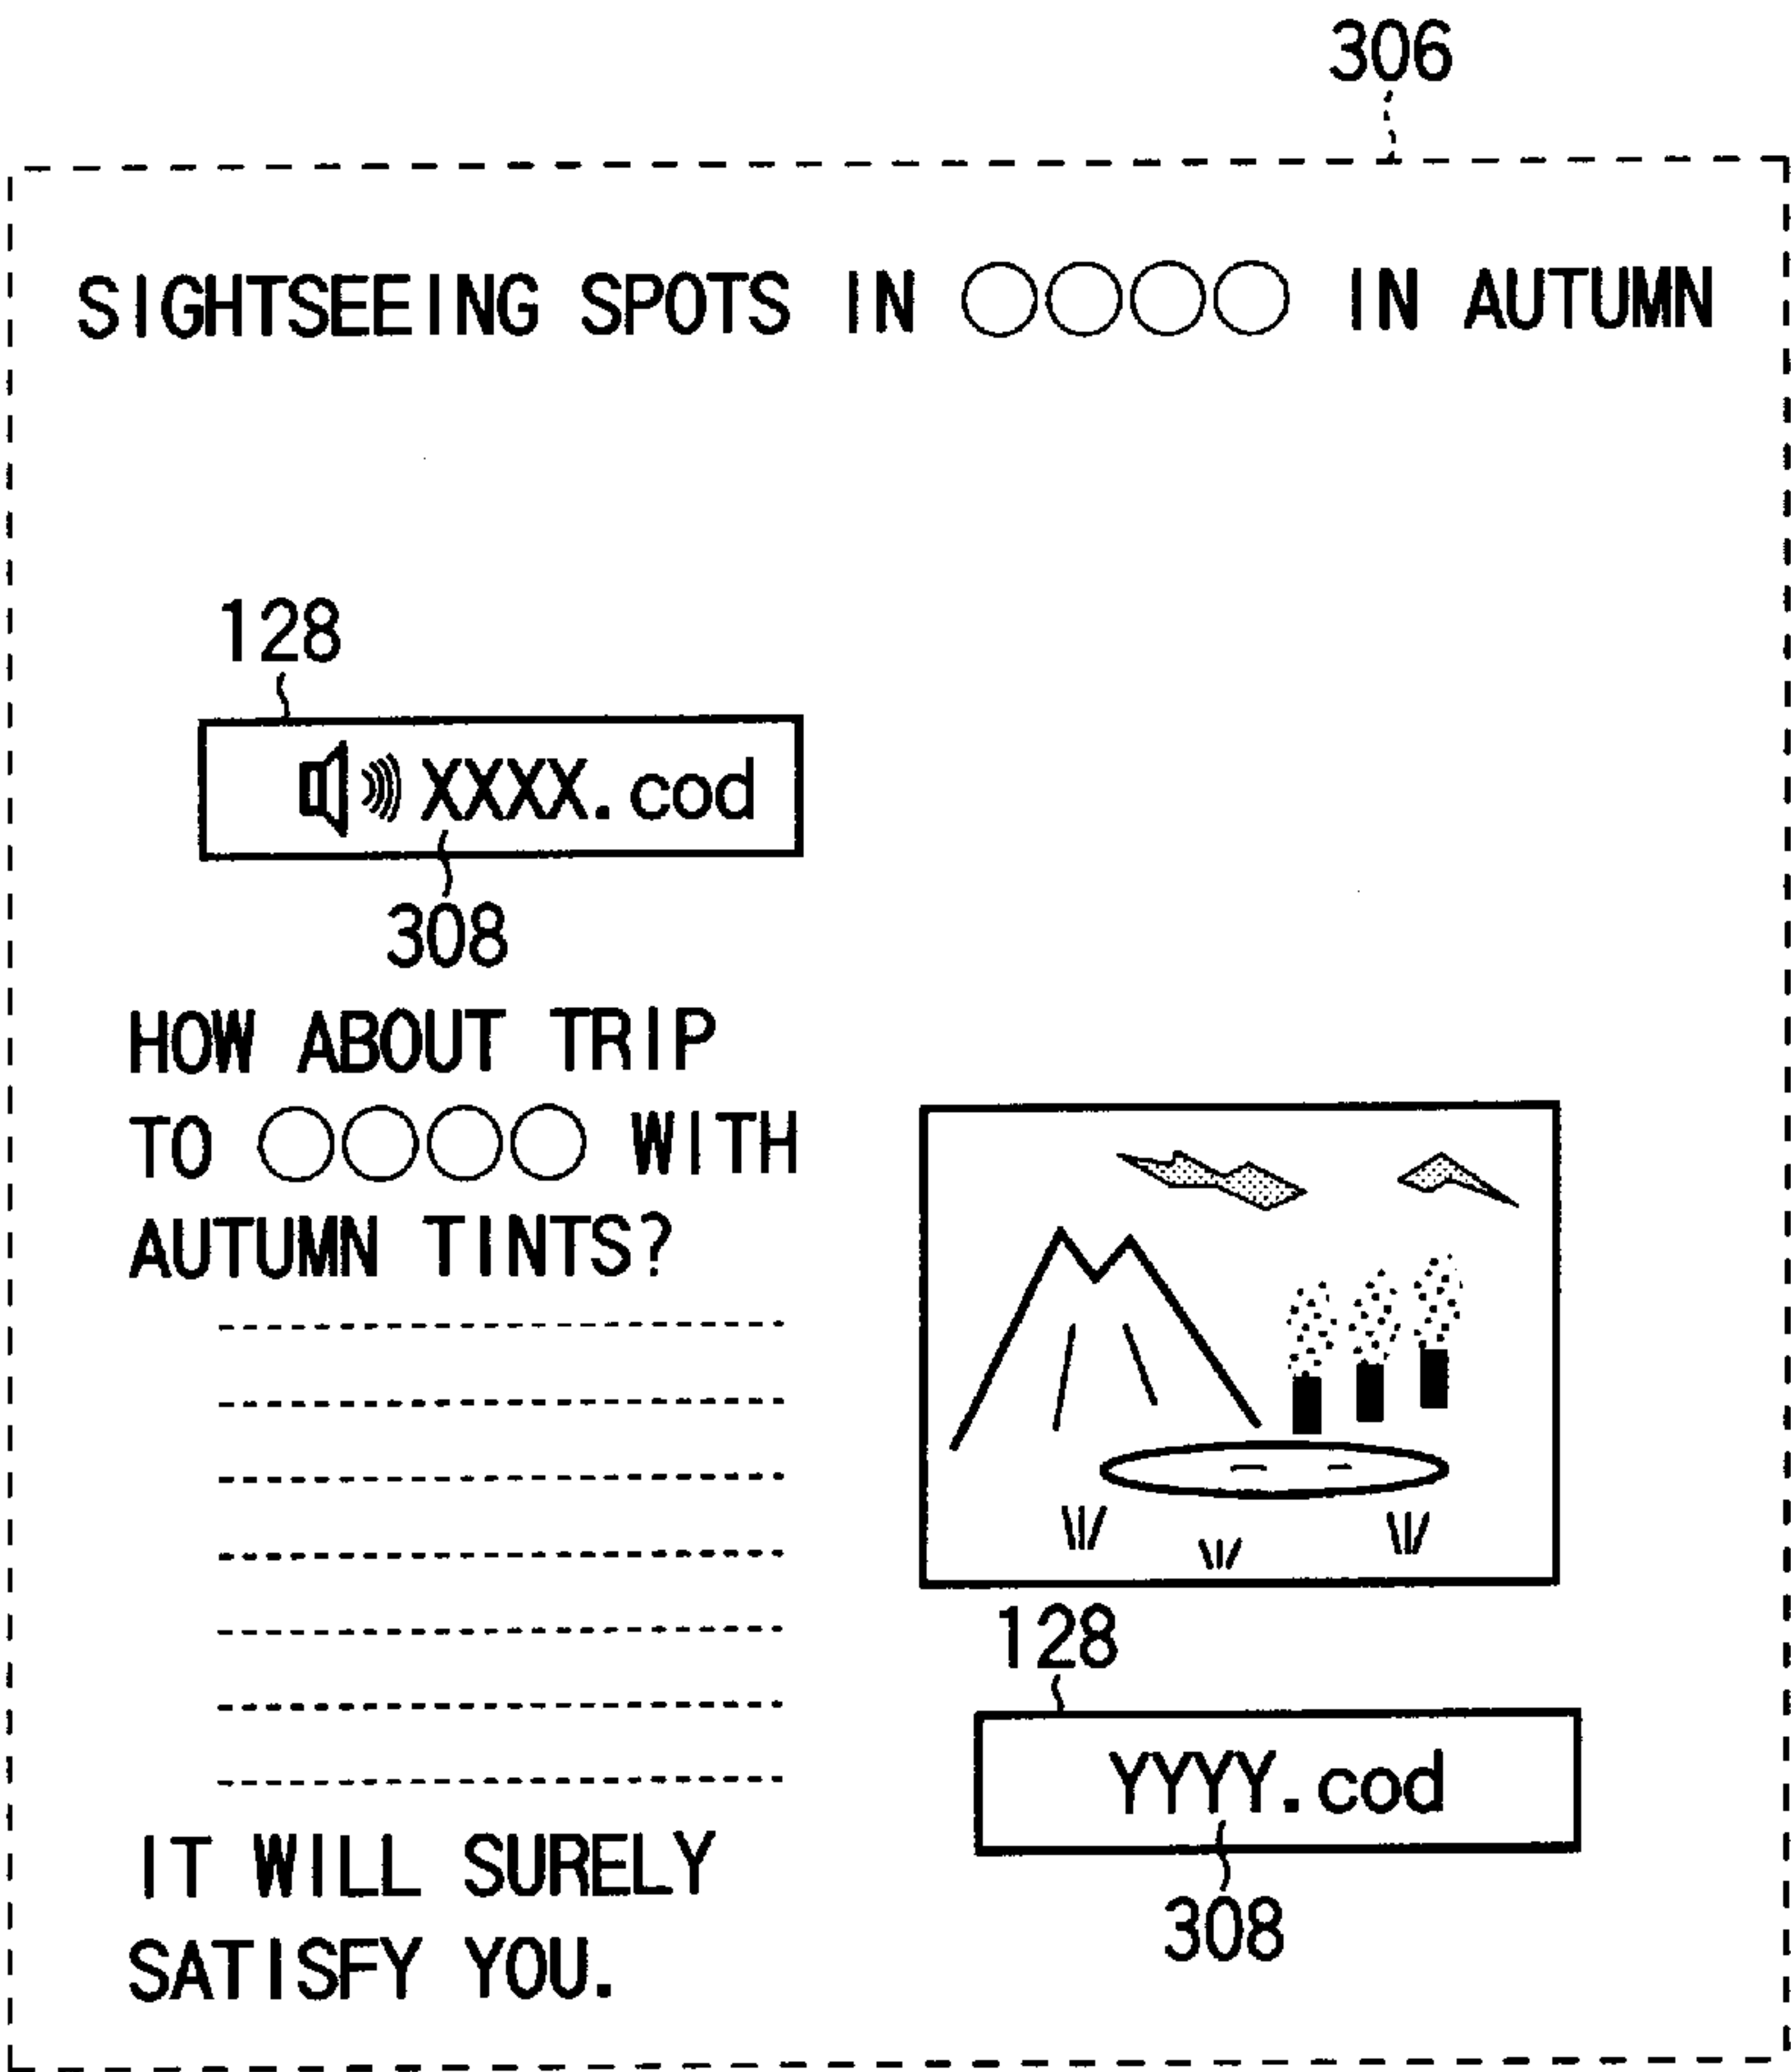 306
SIGHTSEEING SPOTS IN ○○○○ IN AUTUMN
128
XXXX.cod
308
HOW ABOUT TRIP
TO ○○○○ WITH
AUTUMN TINTS?
IT WILL SURELY
SATISFY YOU.
128
YYYY.cod
308